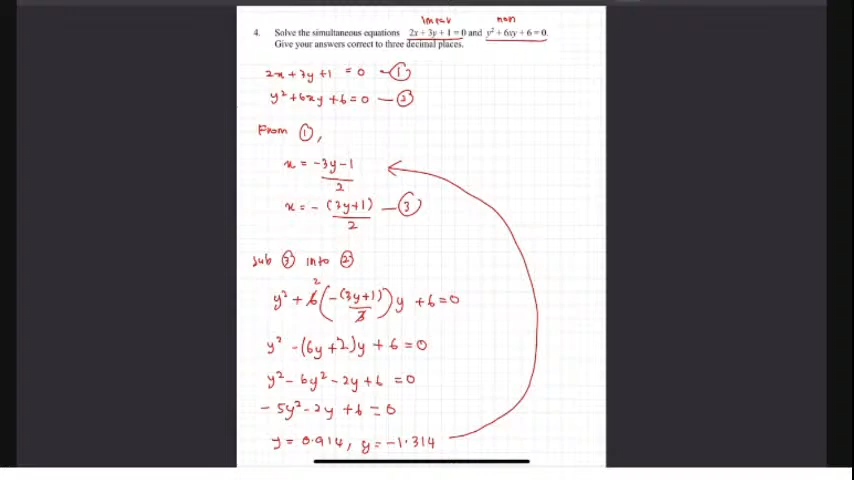 linear non
4. Solve the simultaneous equations 2x + 3y + 1 = 0 and y² + 6xy + 6 = 0.
Give your answers correct to three decimal places.
2x + 3y + 1 = 0 — ①
y² + 6xy + 6 = 0 — ②
From ①,
x = -3y - 1 / 2
x = - (3y+1) / 2 — ③
sub ③ into ②
y² + 6 2 ( -(3y+1) / 3 ) y + 6 = 0
y² - (6y + 2)y + 6 = 0
y² - 6y² - 2y + 6 = 0
- 5y² - 2y + 6 = 0
y = 0.914, y = -1.314